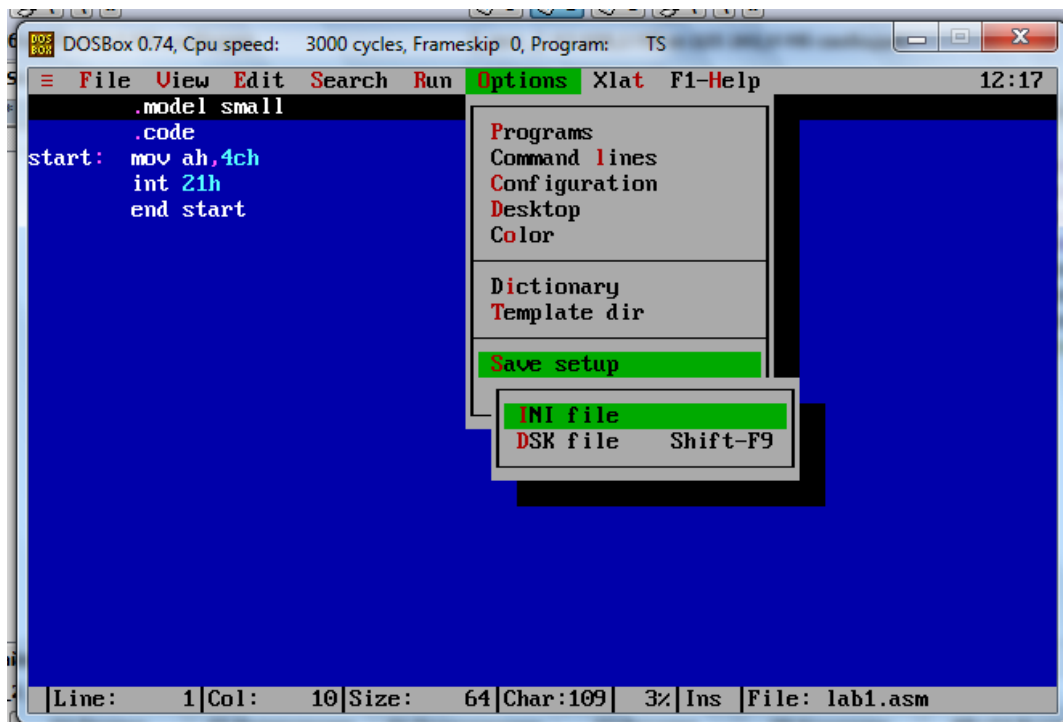 DOS BOX DOSBox 0.74, Cpu speed: 3000 cycles, Frameskip 0, Program: TS
≡ File View Edit Search Run Options Xlat F1-Help 12:17
.model small
.code
start: mov ah,4ch
int 21h
end start
Programs
Command lines
Configuration
Desktop
Color
Dictionary
Template dir
Save setup
INI file
DSK file Shift-F9
Line: 1 Col: 10 Size: 64 Char:109 3% Ins File: lab1.asm